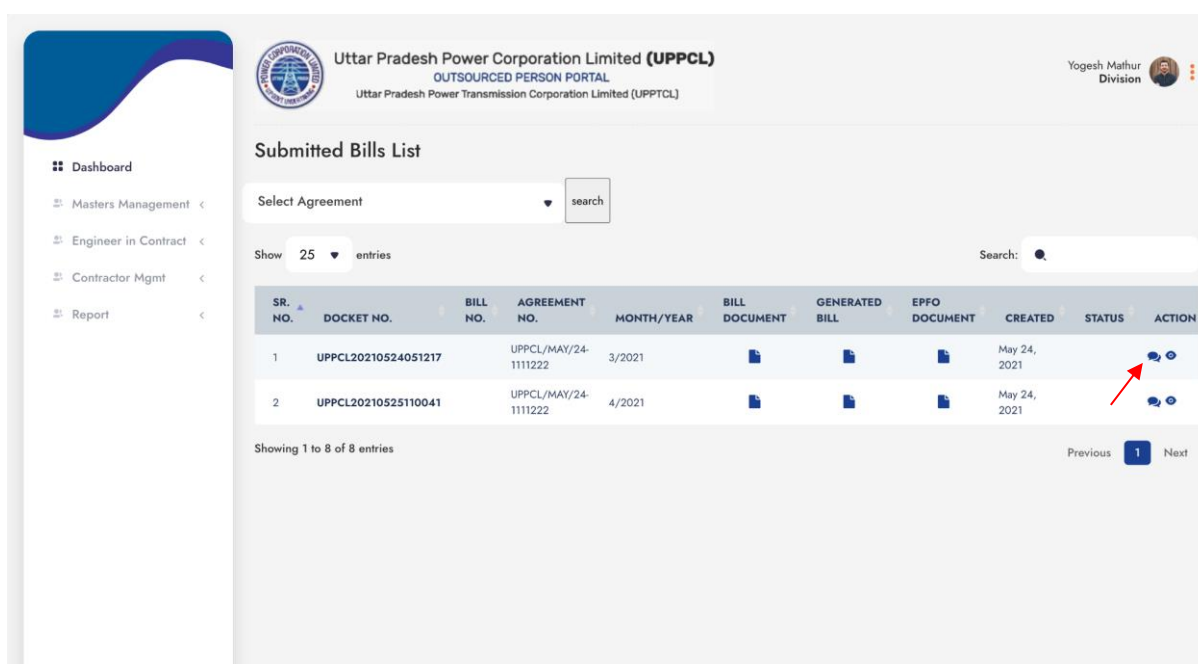 Uttar Pradesh Power Corporation Limited (UPPCL)
OUTSOURCED PERSON PORTAL
Uttar Pradesh Power Transmission Corporation Limited (UPPTCL)
Yogesh Mathur
Division
Dashboard
Masters Management
Engineer in Contract
Contractor Mgmt
Report
Submitted Bills List
Select Agreement search
Show 25 entries Search:
SR. NO. DOCKET NO. BILL NO. AGREEMENT NO. MONTH/YEAR BILL DOCUMENT GENERATED BILL EPFO DOCUMENT CREATED STATUS ACTION
1 UPPCL20210524051217 UPPCL/MAY/24-1111222 3/2021 May 24, 2021
2 UPPCL20210525110041 UPPCL/MAY/24-1111222 4/2021 May 24, 2021
Showing 1 to 8 of 8 entries Previous 1 Next